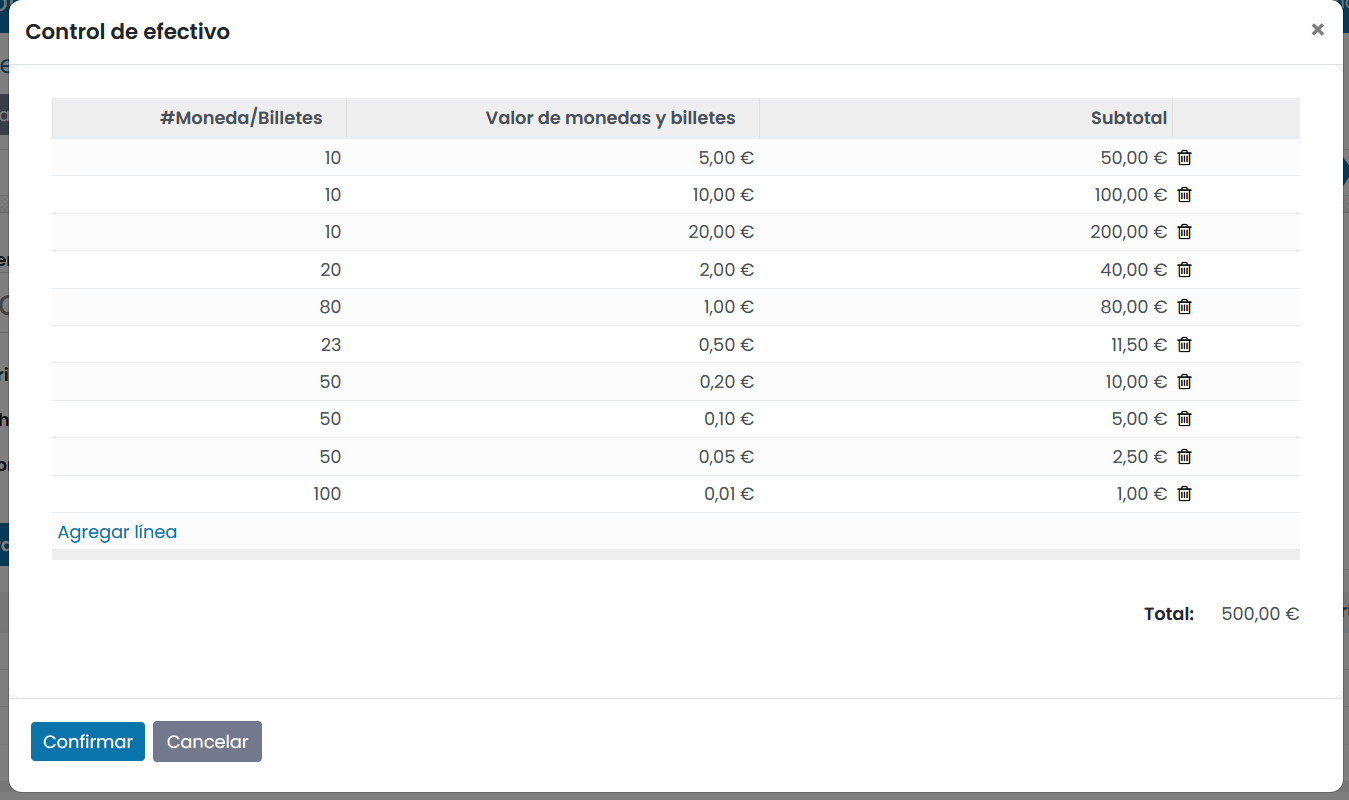 Control de efectivo ×
#Moneda/Billetes Valor de monedas y billetes Subtotal
10 5,00 € 50,00 €
10 10,00 € 100,00 €
10 20,00 € 200,00 €
20 2,00 € 40,00 €
80 1,00 € 80,00 €
23 0,50 € 11,50 €
50 0,20 € 10,00 €
50 0,10 € 5,00 €
50 0,05 € 2,50 €
100 0,01 € 1,00 €
Agregar línea
Total: 500,00 €
Confirmar Cancelar